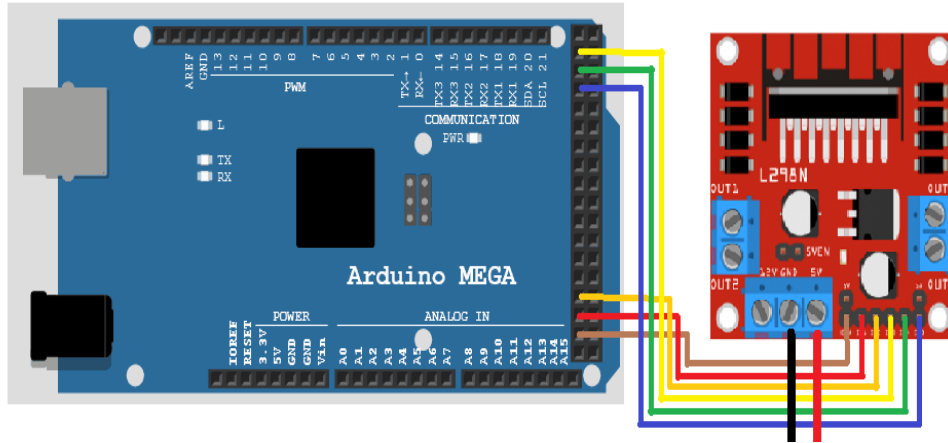 AREF
GND
13
12
11
10
9
8
7
6
5
4
3
2
TX→ 1
RX← 0
TX3 14
RX3 15
TX2 16
RX2 17
TX1 18
RX1 19
SDA 20
SCL 21
PWM
COMMUNICATION
PWR
L
TX
RX
Arduino MEGA
POWER
ANALOG IN
IOREF
RESET
3.3V
5V
GND
GND
Vin
A0
A1
A2
A3
A4
A5
A6
A7
A8
A9
A10
A11
A12
A13
A14
A15
L298N
OUT1
OUT
5VEN
OUT2
12V GND 5V
OUT